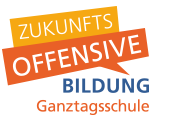 ZUKUNFTS
OFFENSIVE
BILDUNG
Ganztagsschule